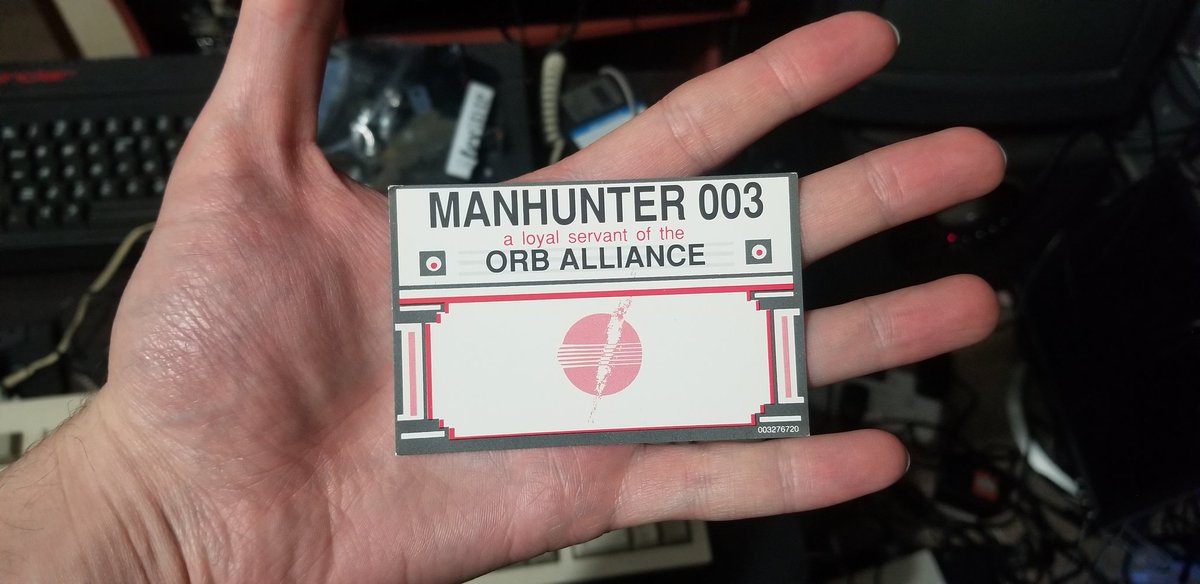 MANHUNTER 003
a loyal servant of the
ORB ALLIANCE
003276720